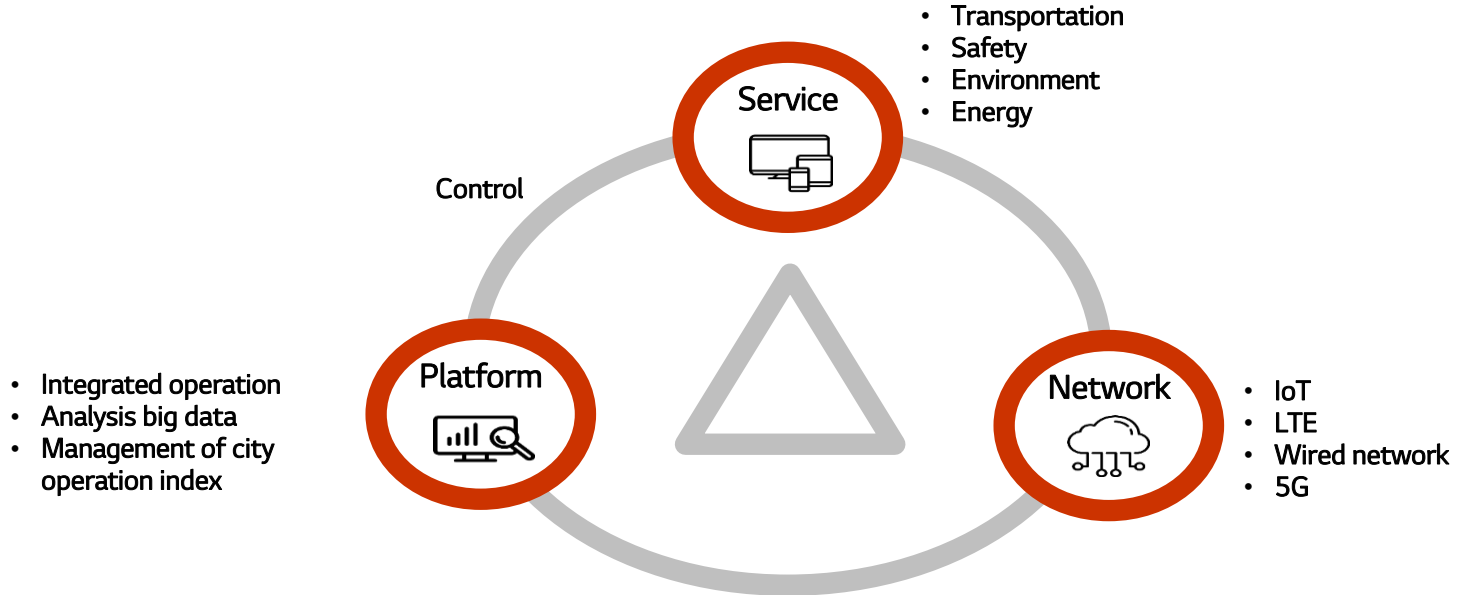 • Transportation
• Safety
• Environment
• Energy
Service
Control
Platform
• Integrated operation
• Analysis big data
• Management of city
operation index
Network
• IoT
• LTE
• Wired network
• 5G